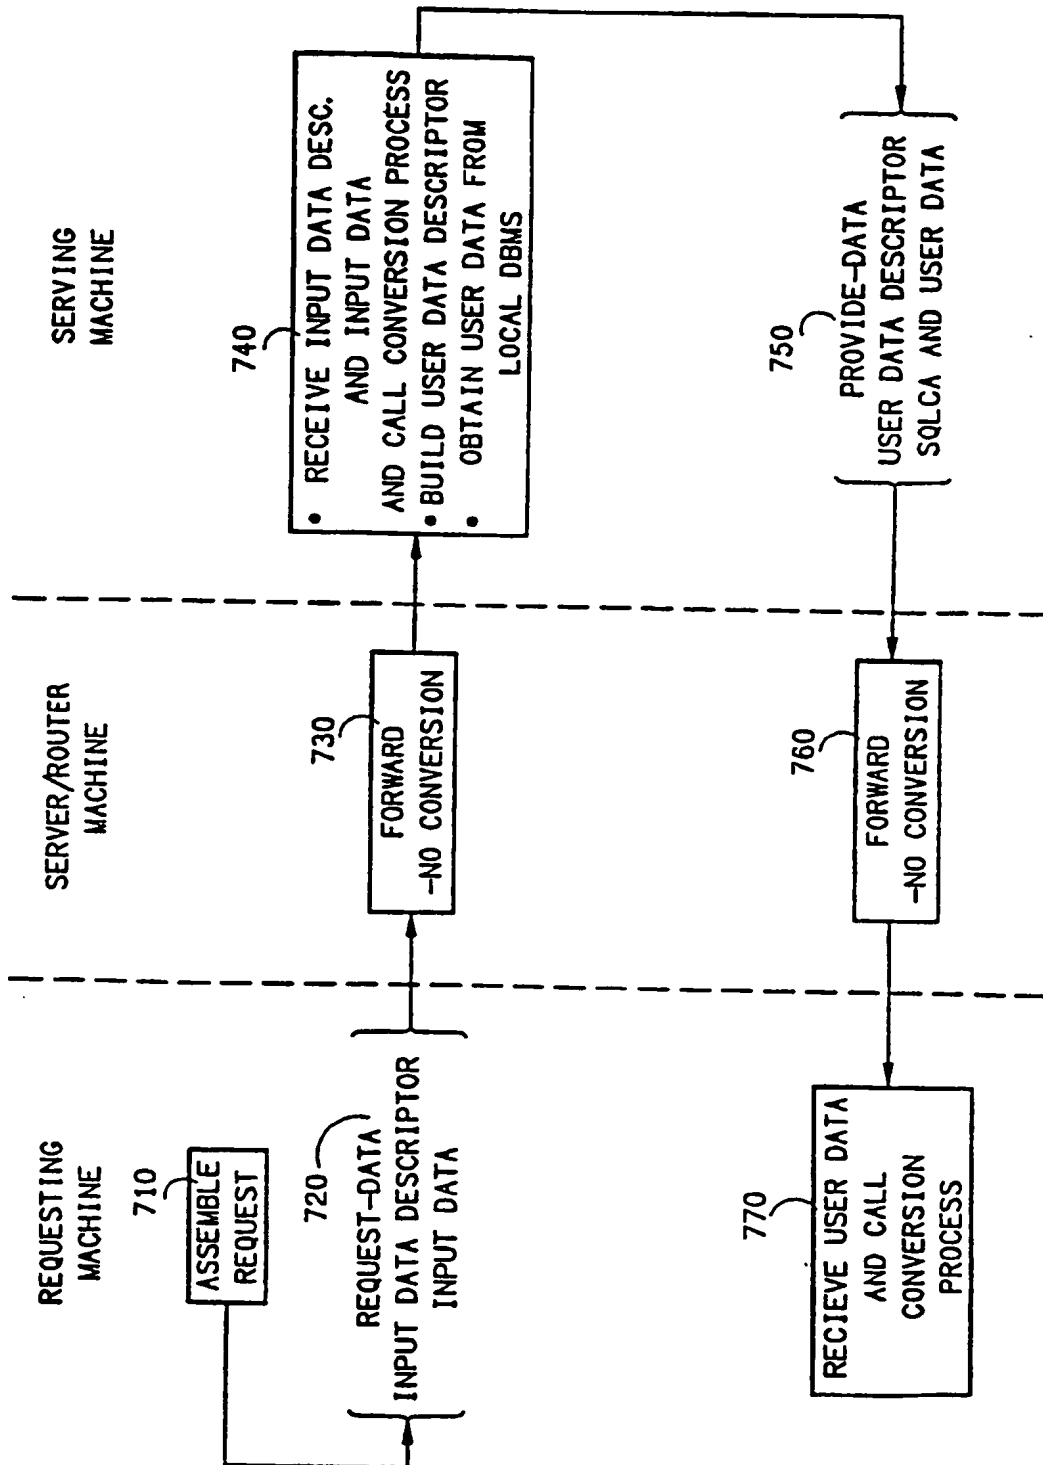 REQUESTING
MACHINE
SERVER/ROUTER
MACHINE
SERVING
MACHINE
710
ASSEMBLE
REQUEST
720
REQUEST-DATA
INPUT DATA DESCRIPTOR
INPUT DATA
730
FORWARD
-NO CONVERSION
740
• RECEIVE INPUT DATA DESC.
AND INPUT DATA
AND CALL CONVERSION PROCESS
• BUILD USER DATA DESCRIPTOR
• OBTAIN USER DATA FROM
LOCAL DBMS
750
PROVIDE-DATA
USER DATA DESCRIPTOR
SQLCA AND USER DATA
760
FORWARD
-NO CONVERSION
770
RECIEVE USER DATA
AND CALL
CONVERSION
PROCESS